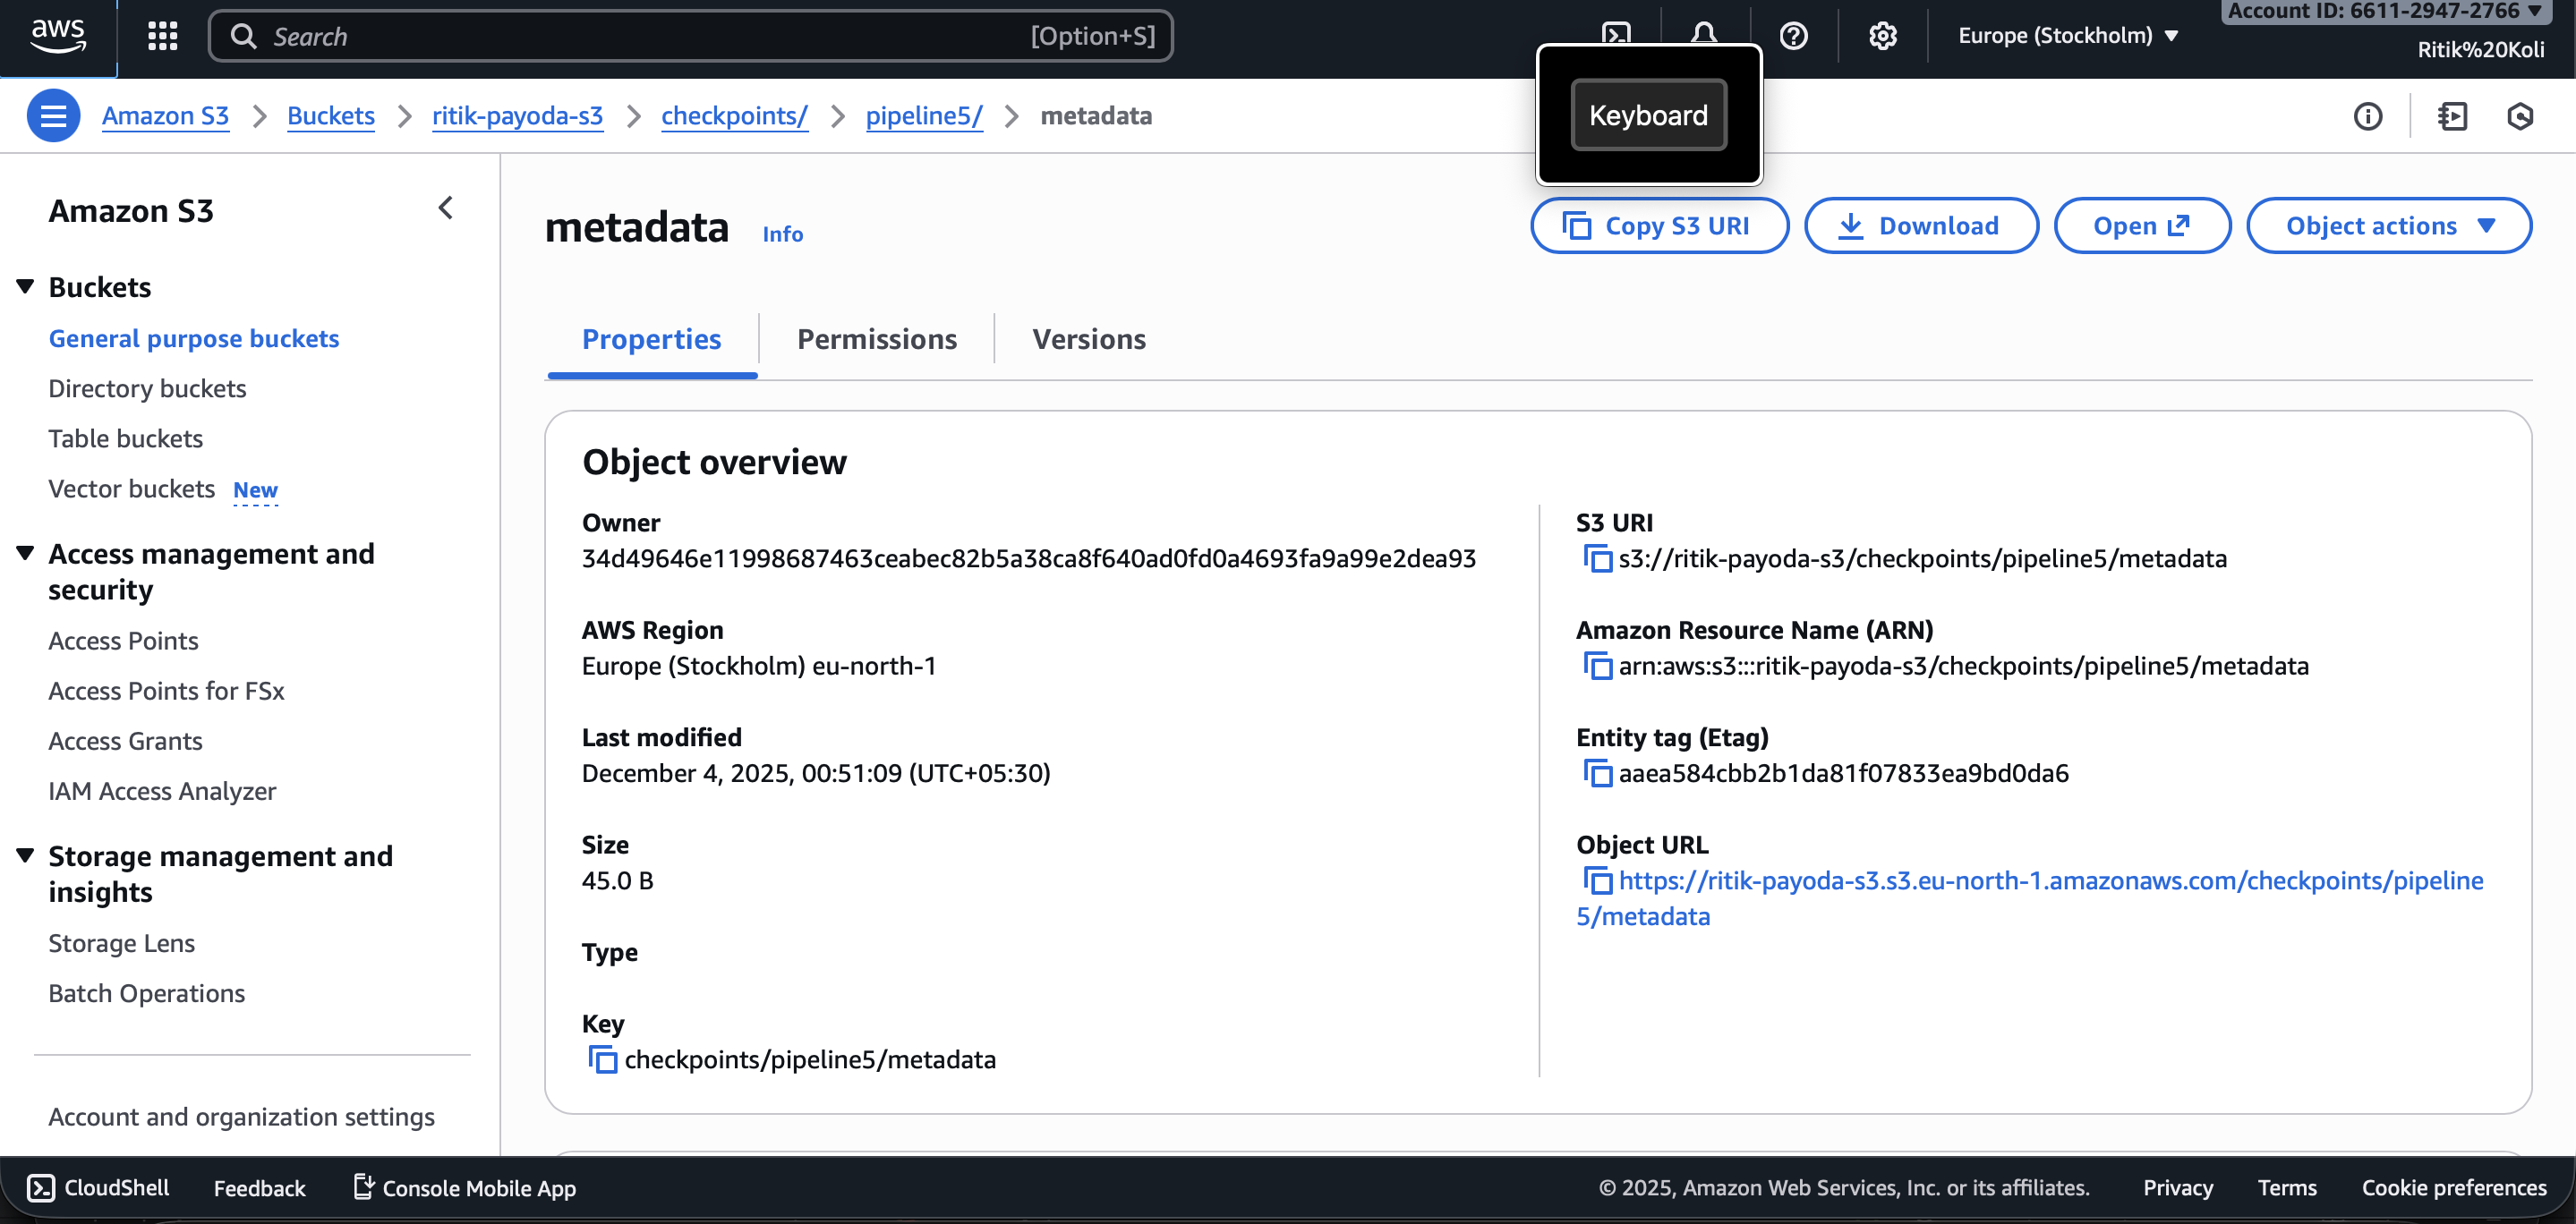 aws
Search
[Option+S]
Europe (Stockholm)
Account ID: 6611-2947-2766
Ritik%20Koli
Keyboard
Amazon S3
Buckets
ritik-payoda-s3
checkpoints/
pipeline5/
metadata
Amazon S3
Buckets
General purpose buckets
Directory buckets
Table buckets
Vector buckets New
Access management and
security
Access Points
Access Points for FSx
Access Grants
IAM Access Analyzer
Storage management and
insights
Storage Lens
Batch Operations
Account and organization settings
metadata Info
Copy S3 URI
Download
Open
Object actions
Properties
Permissions
Versions
Object overview
Owner
34d49646e11998687463ceabec82b5a38ca8f640ad0fd0a4693fa9a99e2dea93
AWS Region
Europe (Stockholm) eu-north-1
Last modified
December 4, 2025, 00:51:09 (UTC+05:30)
Size
45.0 B
Type
Key
checkpoints/pipeline5/metadata
S3 URI
s3://ritik-payoda-s3/checkpoints/pipeline5/metadata
Amazon Resource Name (ARN)
arn:aws:s3:::ritik-payoda-s3/checkpoints/pipeline5/metadata
Entity tag (Etag)
aaea584cbb2b1da81f07833ea9bd0da6
Object URL
https://ritik-payoda-s3.s3.eu-north-1.amazonaws.com/checkpoints/pipeline
5/metadata
CloudShell
Feedback
Console Mobile App
© 2025, Amazon Web Services, Inc. or its affiliates.
Privacy
Terms
Cookie preferences